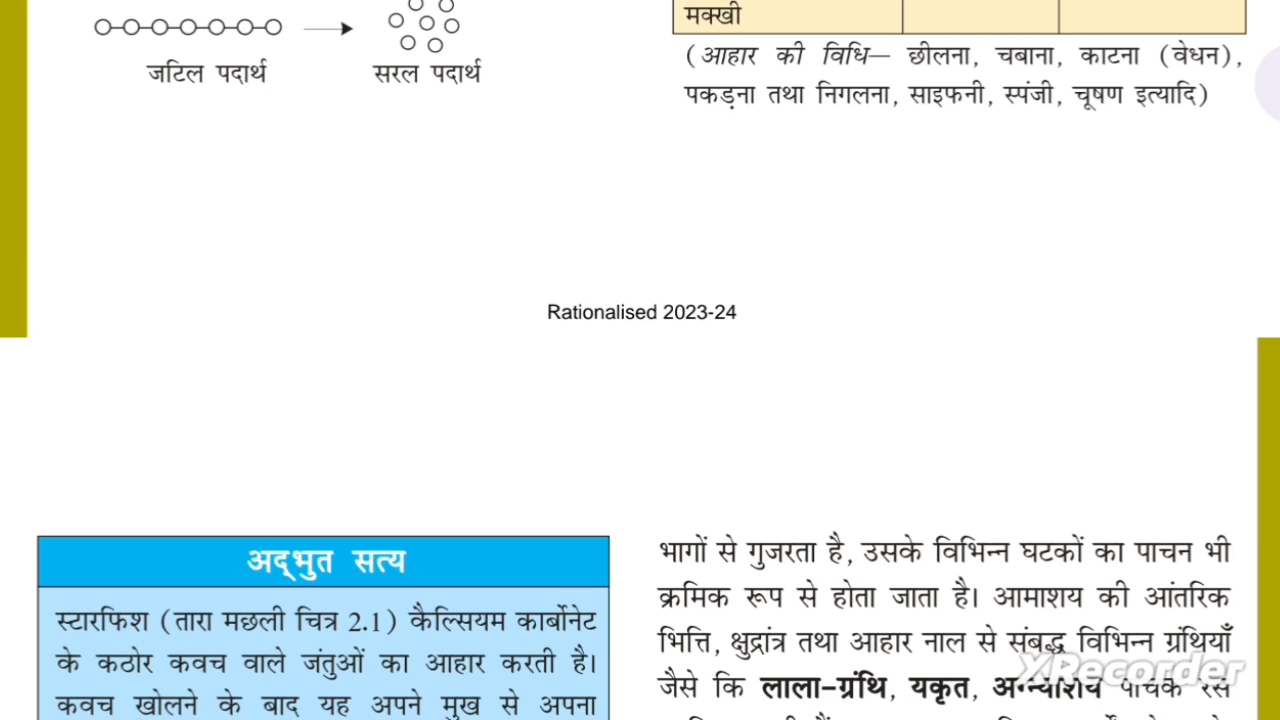 जटिल पदार्थ
सरल पदार्थ
मक्खी
(आहार की विधि— छीलना, चबाना, काटना (वेधन),
पकड़ना तथा निगलना, साइफनी, स्पंजी, चूषण इत्यादि)
Rationalised 2023-24
अद्भुत सत्य
स्टारफिश (तारा मछली चित्र 2.1) कैल्सियम कार्बोनेट
के कठोर कवच वाले जंतुओं का आहार करती है।
कवच खोलने के बाद यह अपने मुख से अपना
भागों से गुजरता है, उसके विभिन्न घटकों का पाचन भी
क्रमिक रूप से होता जाता है। आमाशय की आंतरिक
भित्ति, क्षुद्रांत्र तथा आहार नाल से संबद्ध विभिन्न ग्रंथियाँ
जैसे कि लाला-ग्रंथि, यकृत, अग्न्याशय पाचक रस
XRecorder